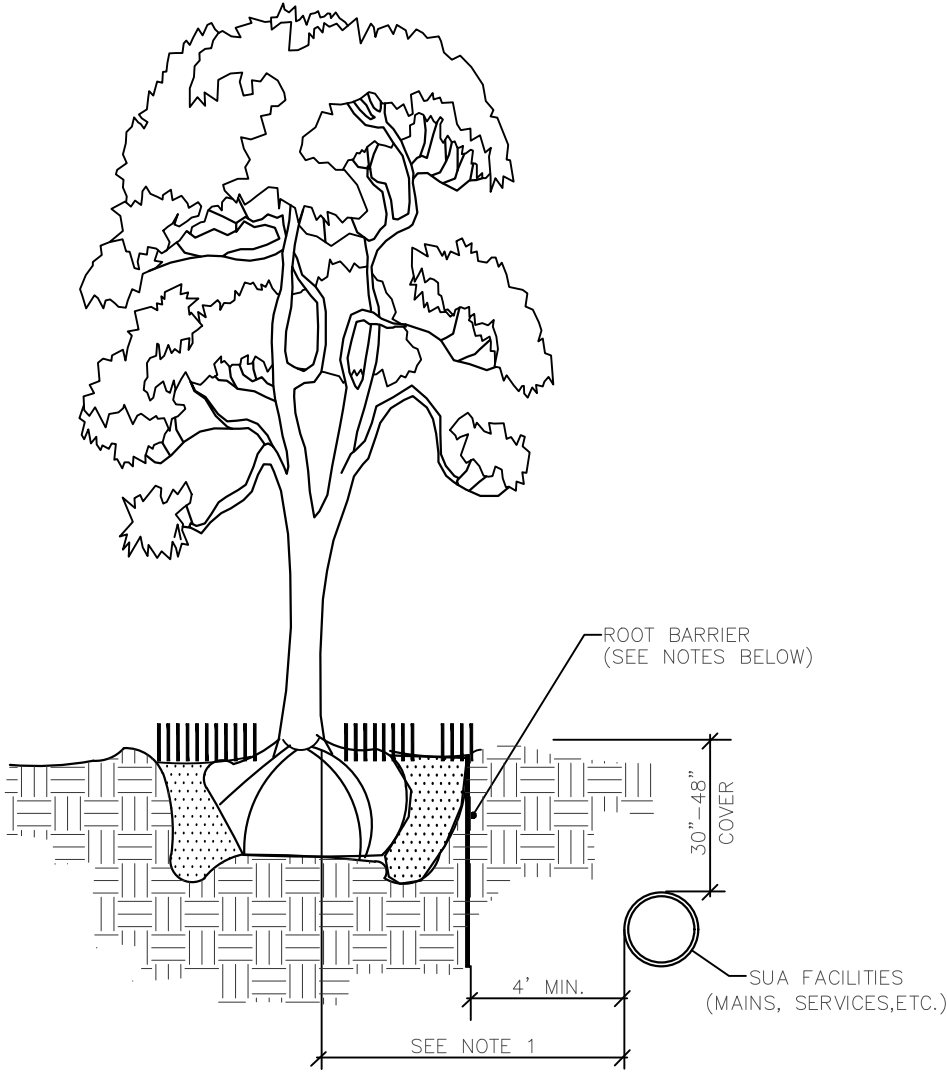 ROOT BARRIER
(SEE NOTES BELOW)
30"-48"
COVER
4' MIN.
SUA FACILITIES
(MAINS, SERVICES,ETC.)
SEE NOTE 1